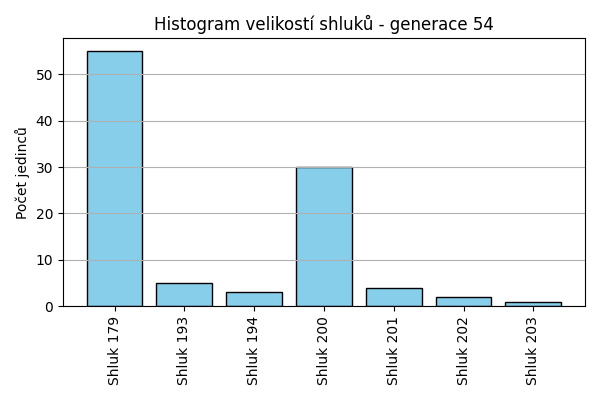 Histogram velikostí shluků - generace 54
Počet jedinců
50
40
30
20
10
0
Shluk 179
Shluk 193
Shluk 194
Shluk 200
Shluk 201
Shluk 202
Shluk 203